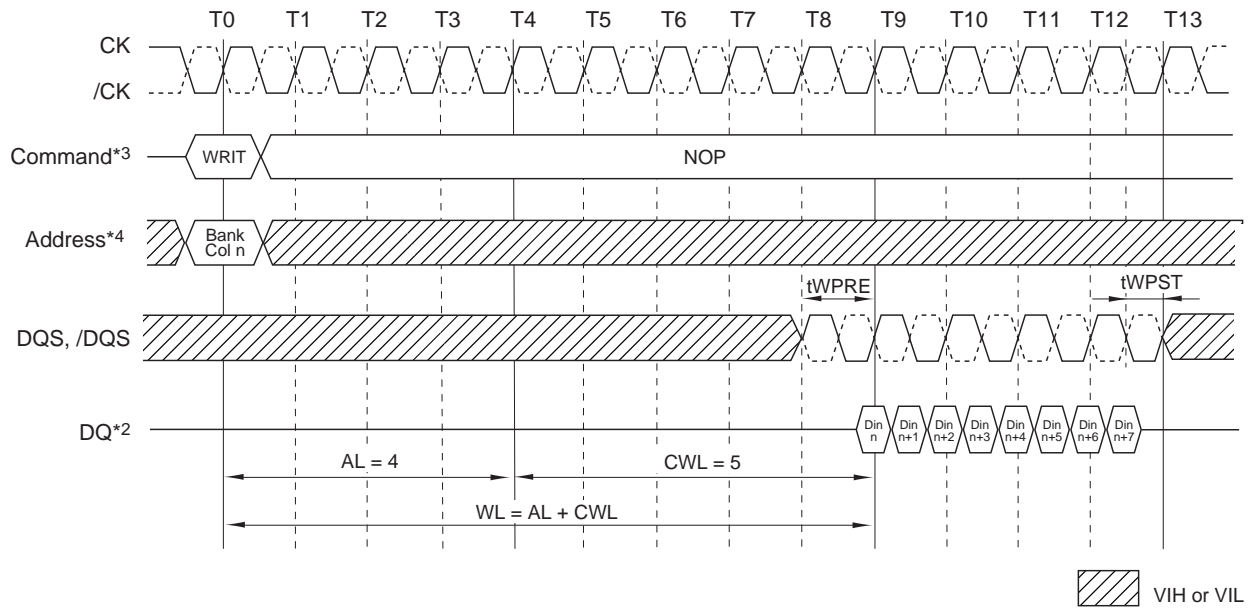 T0 T1 T2 T3 T4 T5 T6 T7 T8 T9 T10 T11 T12 T13
CK
/CK
Command*3 WRIT NOP
Address*4 Bank
Col n
tWPRE tWPST
DQS, /DQS
DQ*2 Din n Din n+1 Din n+2 Din n+3 Din n+4 Din n+5 Din n+6 Din n+7
AL = 4 CWL = 5
WL = AL + CWL
VIH or VIL